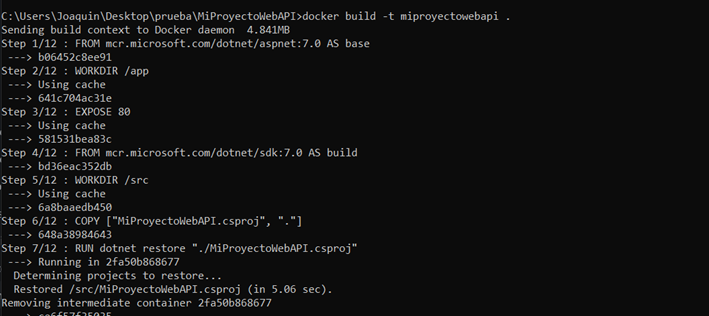 C:\Users\Joaquin\Desktop\prueba\MiProyectoWebAPI>docker build -t miproyectowebapi .
Sending build context to Docker daemon  4.841MB
Step 1/12 : FROM mcr.microsoft.com/dotnet/aspnet:7.0 AS base
 ---> b06452c8ee91
Step 2/12 : WORKDIR /app
 ---> Using cache
 ---> 641c704ac31e
Step 3/12 : EXPOSE 80
 ---> Using cache
 ---> 581531bea83c
Step 4/12 : FROM mcr.microsoft.com/dotnet/sdk:7.0 AS build
 ---> bd36eac352db
Step 5/12 : WORKDIR /src
 ---> Using cache
 ---> 6a8baaedb450
Step 6/12 : COPY ["MiProyectoWebAPI.csproj", "."]
 ---> 648a38984643
Step 7/12 : RUN dotnet restore "./MiProyectoWebAPI.csproj"
 ---> Running in 2fa50b868677
  Determining projects to restore...
  Restored /src/MiProyectoWebAPI.csproj (in 5.06 sec).
Removing intermediate container 2fa50b868677